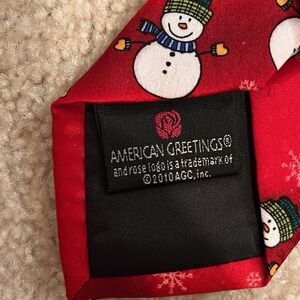 AMERICAN GREETINGS®
and rose logo is a trademark of
©2010 AGC, inc.